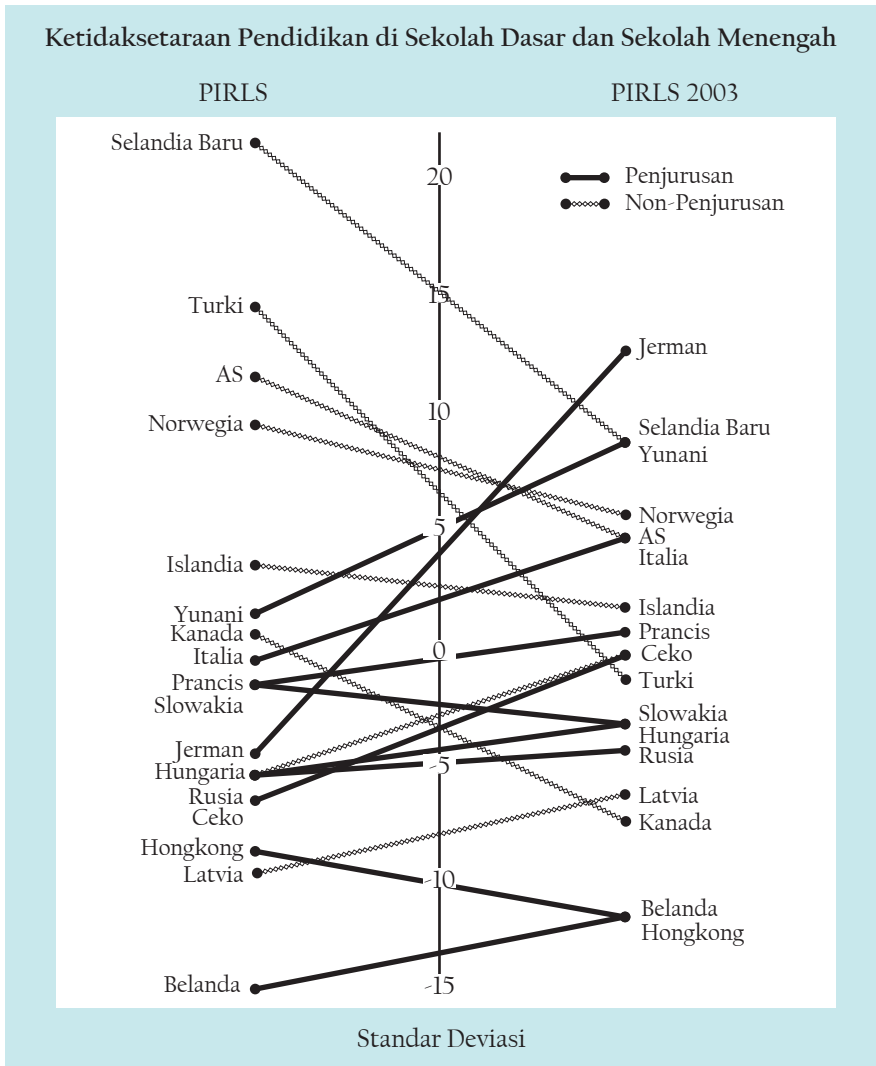 Ketidaksetaraan Pendidikan di Sekolah Dasar dan Sekolah Menengah
PIRLS
PIRLS 2003
Selandia Baru
Turki
AS
Norwegia
Islandia
Yunani
Kanada
Italia
Prancis
Slowakia
Jerman
Hungaria
Rusia
Ceko
Hongkong
Latvia
Belanda
20
15
10
5
0
-5
-10
-15
Penjurusan
Non-Penjurusan
Jerman
Selandia Baru
Yunani
Norwegia
AS
Italia
Islandia
Prancis
Ceko
Turki
Slowakia
Hungaria
Rusia
Latvia
Kanada
Belanda
Hongkong
Standar Deviasi